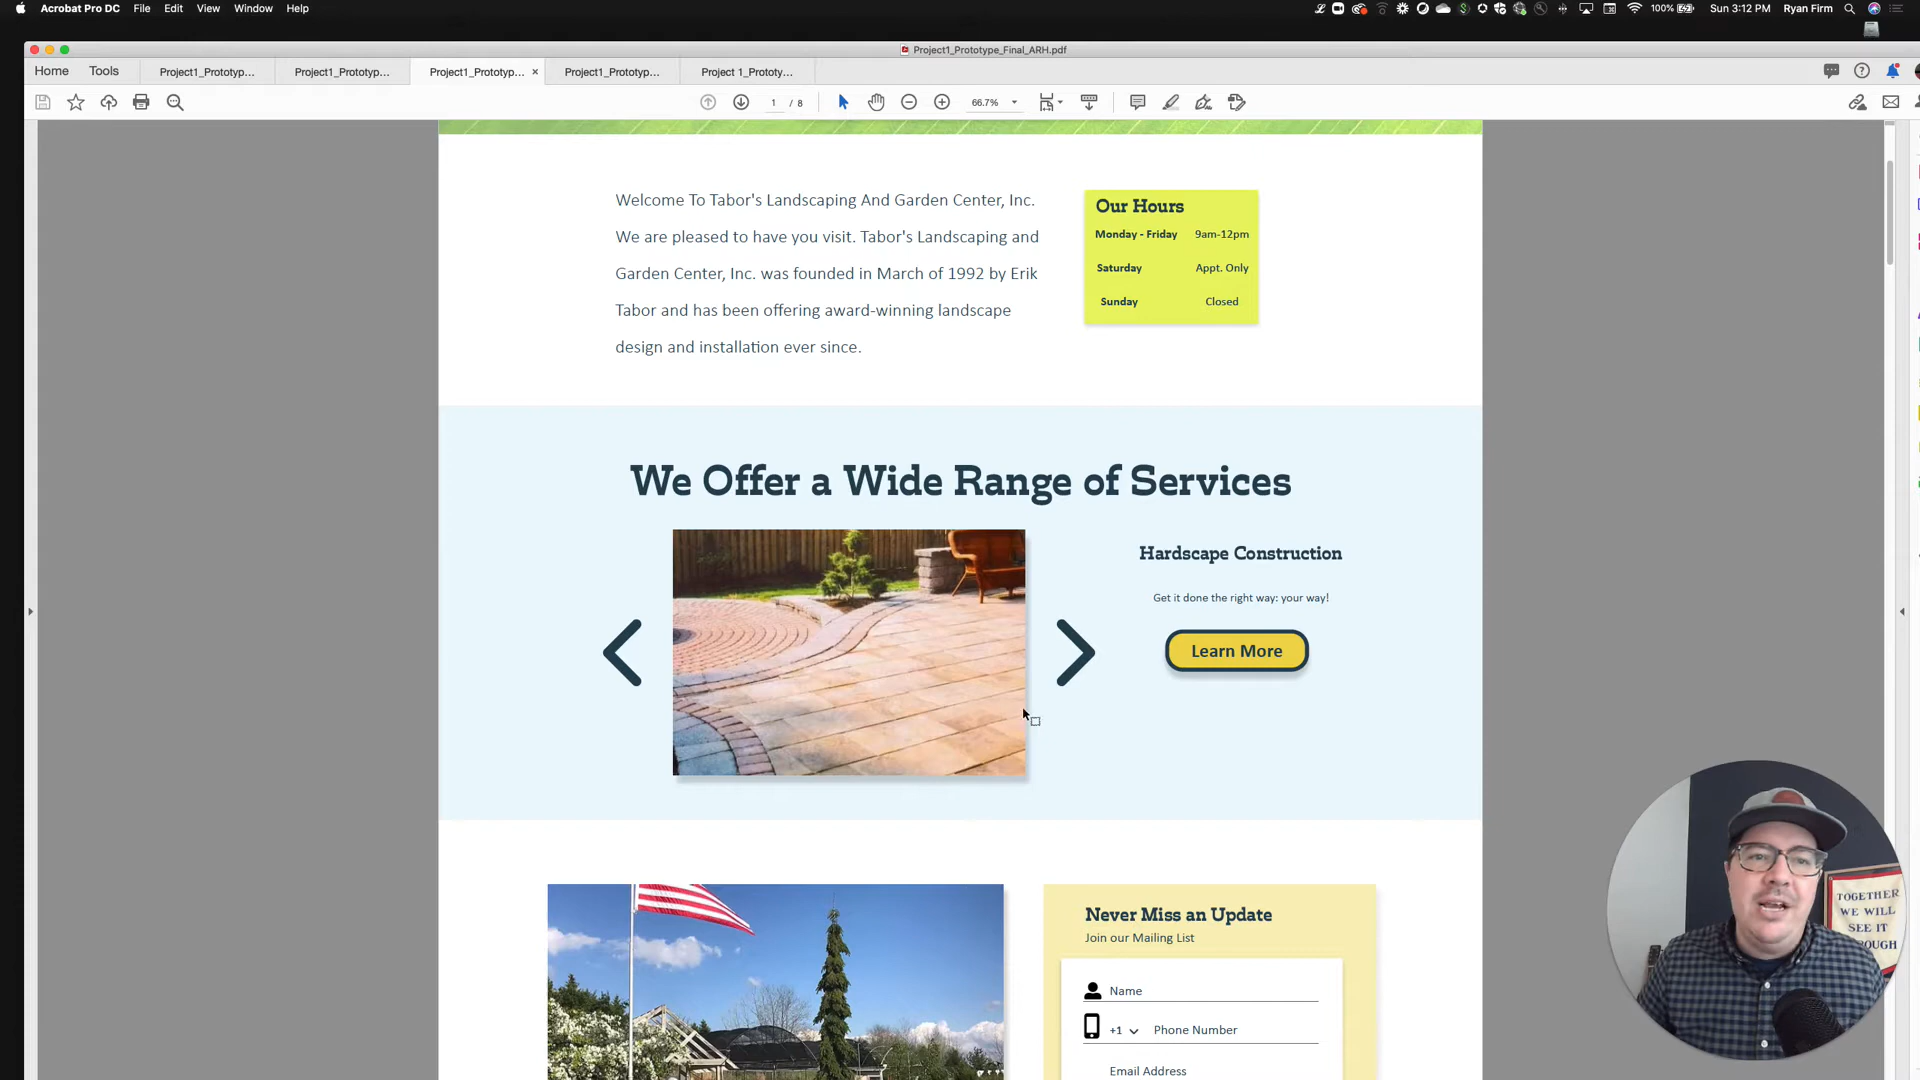 Acrobat Pro DC File Edit View Window Help 100% Sun 3:12 PM Ryan Firm
Project1_Prototype_Final_ARH.pdf
Home Tools Project1_Prototyp... Project1_Prototyp... Project1_Prototyp... × Project1_Prototyp... Project 1_Prototy...
1 / 8 66.7%
Welcome To Tabor's Landscaping And Garden Center, Inc.
We are pleased to have you visit. Tabor's Landscaping and
Garden Center, Inc. was founded in March of 1992 by Erik
Tabor and has been offering award-winning landscape
design and installation ever since.
Our Hours
Monday - Friday 9am-12pm
Saturday Appt. Only
Sunday Closed
We Offer a Wide Range of Services
Hardscape Construction
Get it done the right way: your way!
Learn More
Never Miss an Update
Join our Mailing List
Name
+1 Phone Number
Email Address
TOGETHER
WE WILL
SEE IT
THROUGH